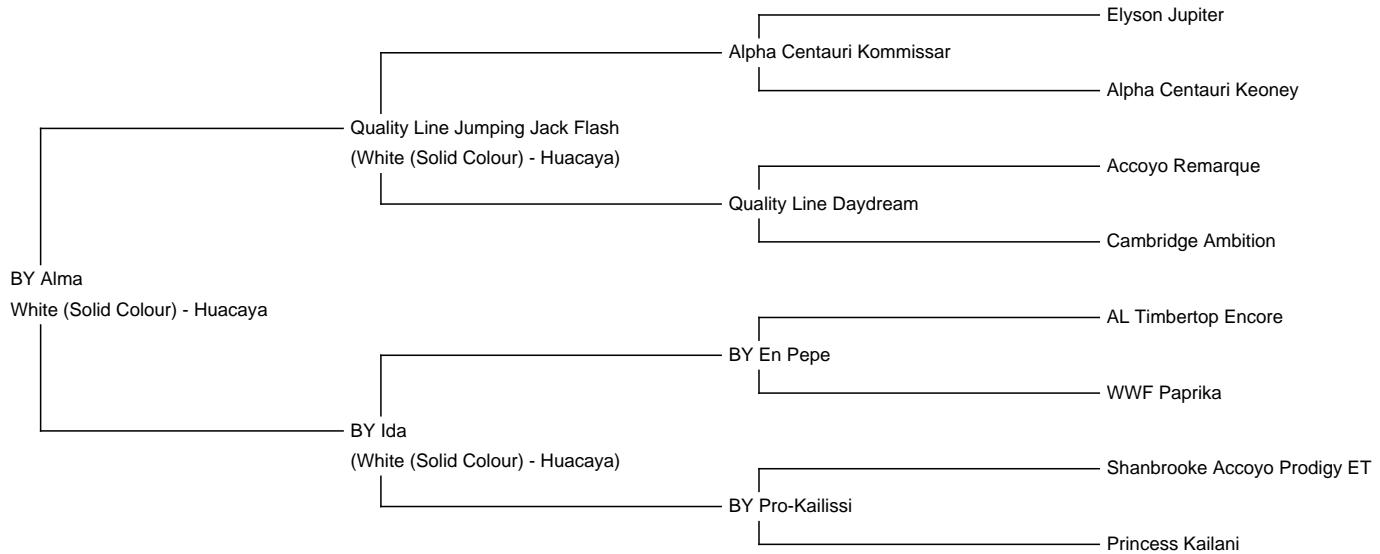 Elyson Jupiter
Alpha Centauri Kommissar
Alpha Centauri Keoney
Quality Line Jumping Jack Flash
(White (Solid Colour) - Huacaya)
Accoyo Remarque
Quality Line Daydream
Cambridge Ambition
BY Alma
White (Solid Colour) - Huacaya
AL Timbertop Encore
BY En Pepe
WWF Paprika
BY Ida
(White (Solid Colour) - Huacaya)
Shanbrooke Accoyo Prodigy ET
BY Pro-Kailissi
Princess Kailani